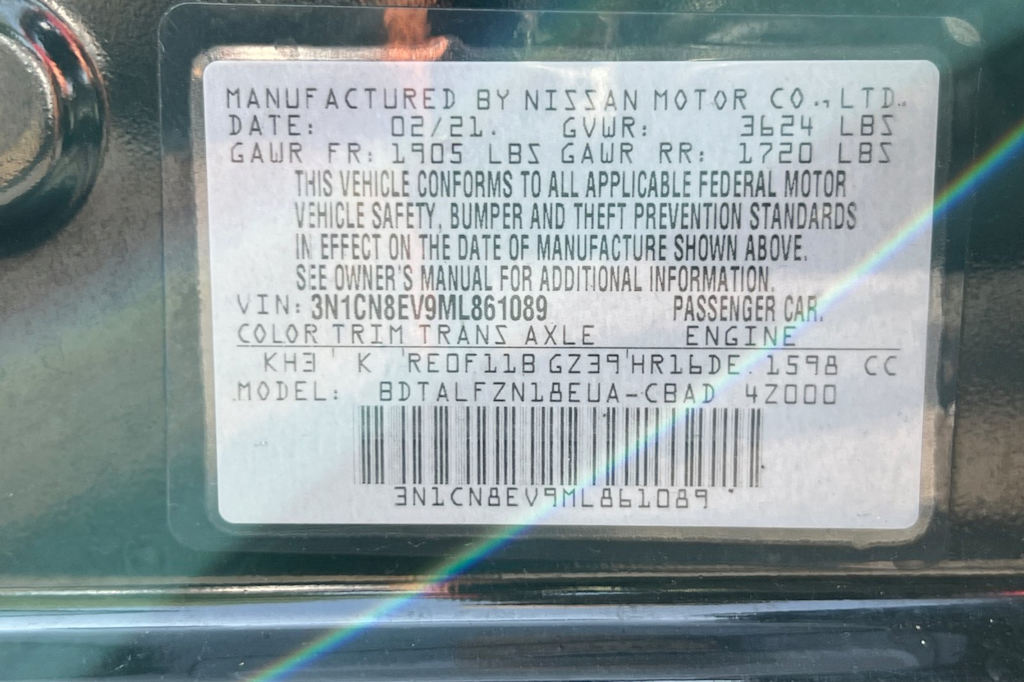 MANUFACTURED BY NISSAN MOTOR CO.,LTD.
DATE: 02/21. GVWR: 3624 LBS
GAWR FR: 1905 LBS GAWR RR: 1720 LBS
THIS VEHICLE CONFORMS TO ALL APPLICABLE FEDERAL MOTOR
VEHICLE SAFETY, BUMPER AND THEFT PREVENTION STANDARDS
IN EFFECT ON THE DATE OF MANUFACTURE SHOWN ABOVE.
SEE OWNER'S MANUAL FOR ADDITIONAL INFORMATION.
VIN: 3N1CN8EV9ML861089 PASSENGER CAR.
COLOR TRIM TRANS AXLE ENGINE
KH3 ' K 'RE0F11B GZ39'HR16DE. 1598 CC
MODEL: BDTALFZN18EUA-CBAD 4Z000
3N1CN8EV9ML861089